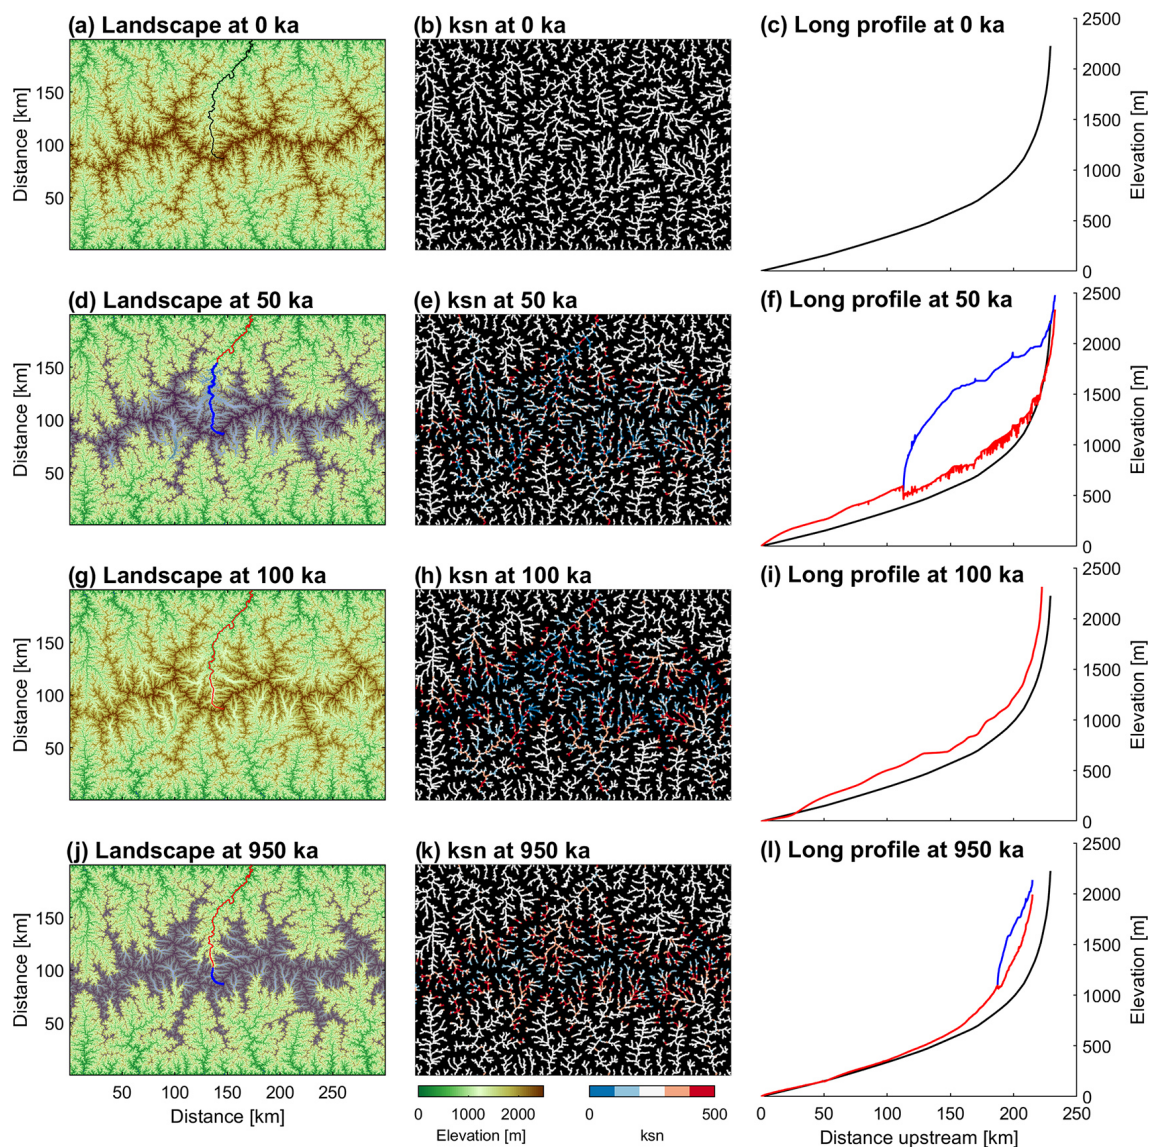 (a) Landscape at 0 ka
(b) ksn at 0 ka
(c) Long profile at 0 ka
Distance [km]
150
100
50
2500
2000
1500
1000
500
0
Elevation [m]
(d) Landscape at 50 ka
(e) ksn at 50 ka
(f) Long profile at 50 ka
Distance [km]
150
100
50
2500
2000
1500
1000
500
0
Elevation [m]
(g) Landscape at 100 ka
(h) ksn at 100 ka
(i) Long profile at 100 ka
Distance [km]
150
100
50
2500
2000
1500
1000
500
0
Elevation [m]
(j) Landscape at 950 ka
(k) ksn at 950 ka
(l) Long profile at 950 ka
Distance [km]
150
100
50
2500
2000
1500
1000
500
0
Elevation [m]
50 100 150 200 250
Distance [km]
0 1000 2000
Elevation [m]
0 500
ksn
0 50 100 150 200 250
Distance upstream [km]